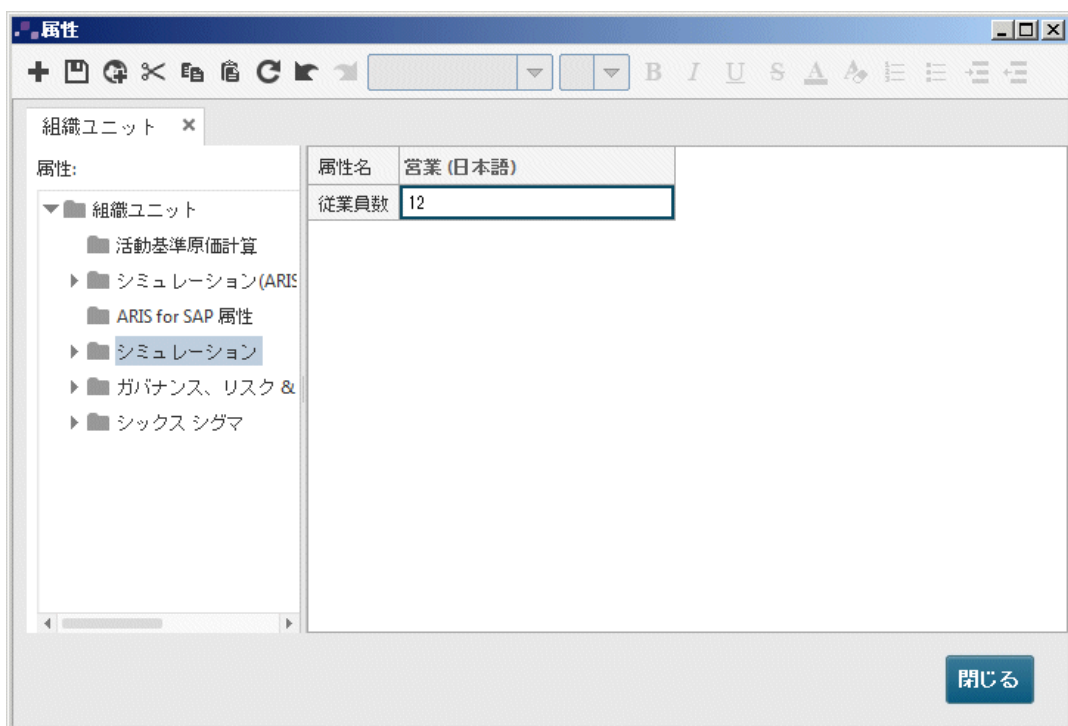 属性
B I U S A
組織ユニット ×
属性:
属性名 営業 (日本語)
従業員数 12
組織ユニット
活動基準原価計算
シミュレーション(ARIS
ARIS for SAP 属性
シミュレーション
ガバナンス、リスク &
シックス シグマ
閉じる